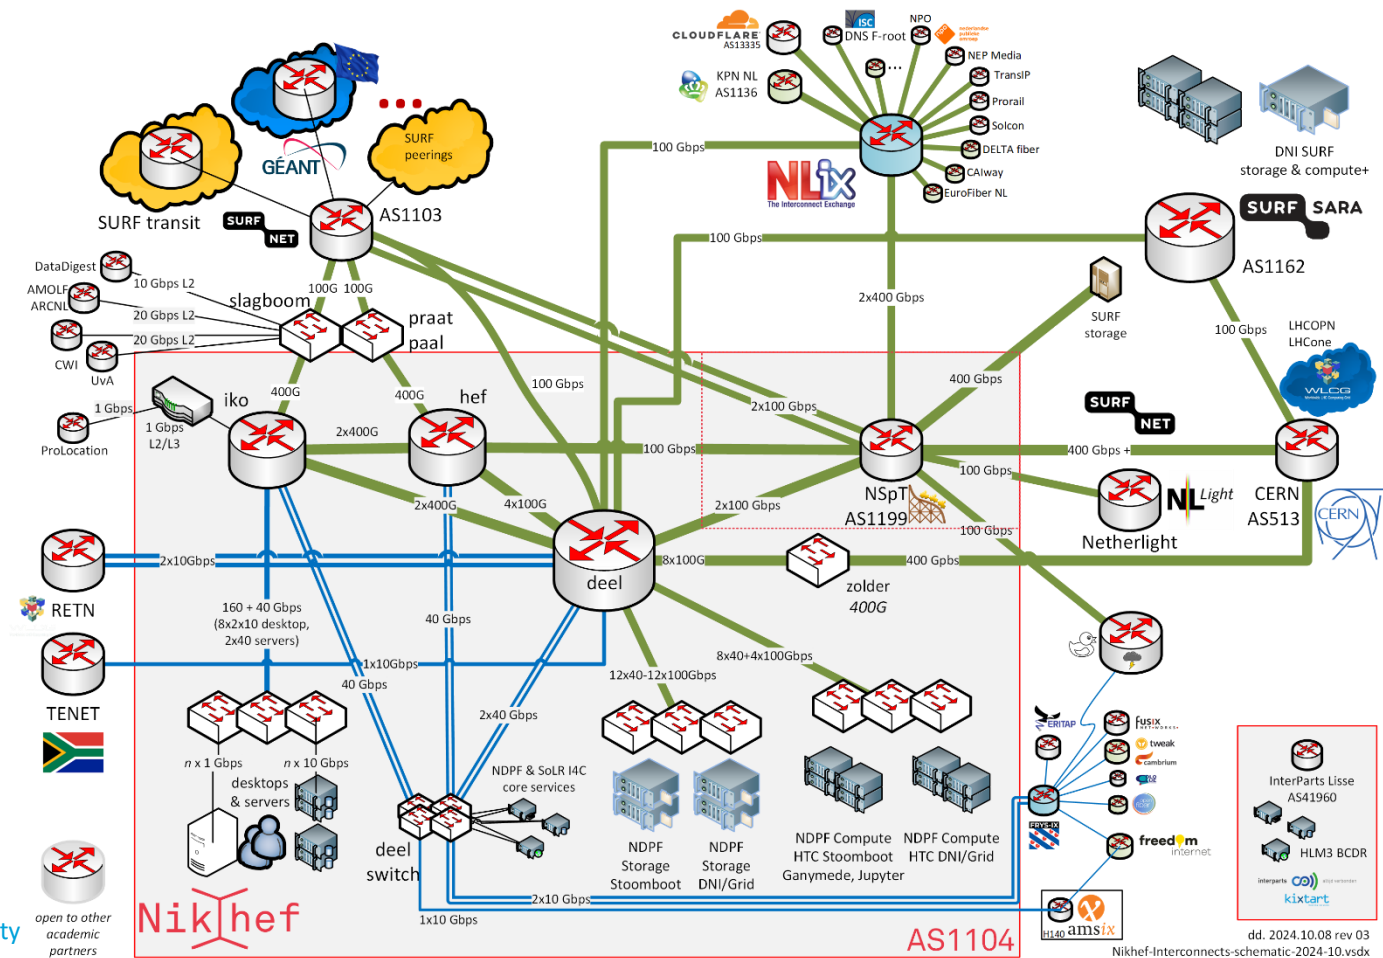 CLOUDFLARE
AS13335
ISC
DNS F-root
NPO
NEP Media
TransIP
Prorail
Solcon
DELTA fiber
CAIway
EuroFiber NL
...
KPN NL
AS1136
NLix
The Interconnect Exchange
DNI SURF
storage & compute+
SURF SARA
AS1162
SURF
peerings
GÉANT
SURF transit
SURF
NET
AS1103
100 Gbps
100 Gbps
2x400 Gbps
SURF
storage
100 Gbps
LHCOPN
LHCone
WLCG
DataDigest
10 Gbps L2
AMOLF
ARCNL
20 Gbps L2
CWI
20 Gbps L2
UvA
slagboom
100G
100G
praat
paal
400G
400G
100 Gbps
2x100 Gbps
400 Gbps
SURF
NET
ProLocation
1 Gbps
1 Gbps
L2/L3
iko
hef
2x400G
100 Gbps
400 Gbps +
100 Gbps
2x400G
4x100G
2x100 Gbps
NSpT
AS1199
100 Gbps
NL Light
Netherlight
CERN
AS513
CERN
2x10Gbps
RETN
deel
8x100G
400 Gpbs
zolder
400G
160 + 40 Gbps
(8x2x10 desktop,
2x40 servers)
40 Gbps
TENET
1x10Gbps
40 Gbps
2x40 Gbps
12x40-12x100Gbps
8x40+4x100Gbps
n x 1 Gbps
n x 10 Gbps
desktops
& servers
NDPF & SoLR I4C
core services
deel
switch
NDPF
Storage
Stoomboot
NDPF
Storage
DNI/Grid
NDPF Compute
HTC Stoomboot
Ganymede, Jupyter
NDPF Compute
HTC DNI/Grid
ERITAP
fusix
NETWORKS
tweak
cambrium
FRYS-IX
freedom
internet
2x10 Gbps
1x10 Gbps
H140
amsix
InterParts Lisse
AS41960
HLM3 BCDR
interparts
kixtart
open to other
academic
partners
ty
Nikhef
AS1104
dd. 2024.10.08 rev 03
Nikhef-Interconnects-schematic-2024-10.vsdx